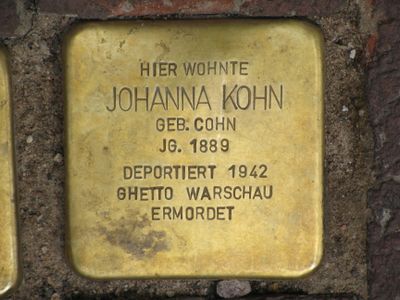 HIER WOHNTE
JOHANNA KOHN
GEB. COHN
JG. 1889
DEPORTIERT 1942
GHETTO WARSCHAU
ERMORDET